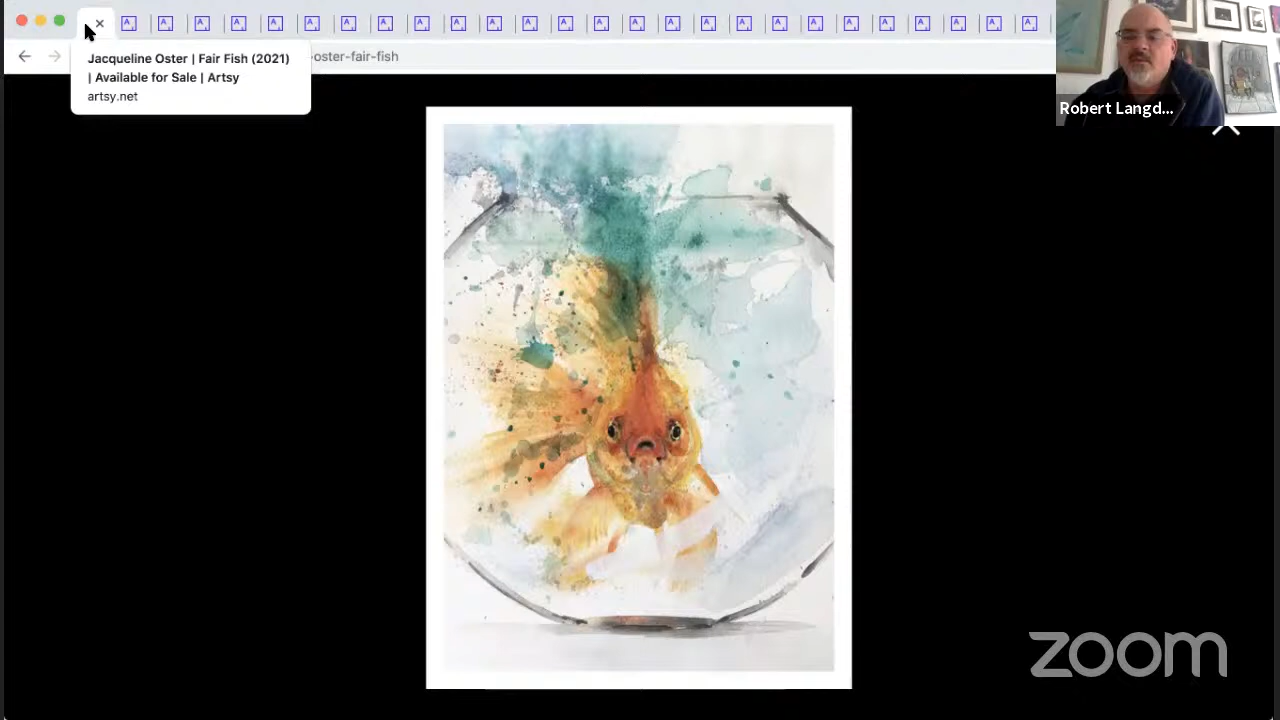 Jacqueline Oster | Fair Fish (2021)
| Available for Sale | Artsy
artsy.net
-oster-fair-fish
Robert Langd...
zoom